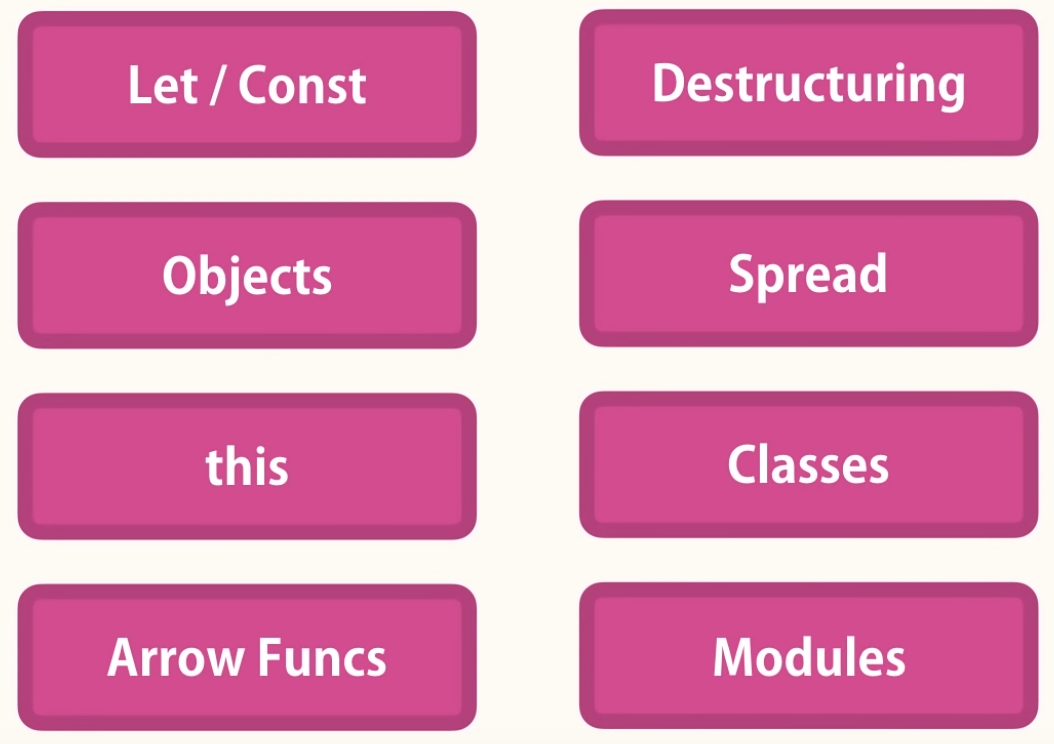 Let / Const
Objects
this
Arrow Funcs
Destructuring
Spread
Classes
Modules